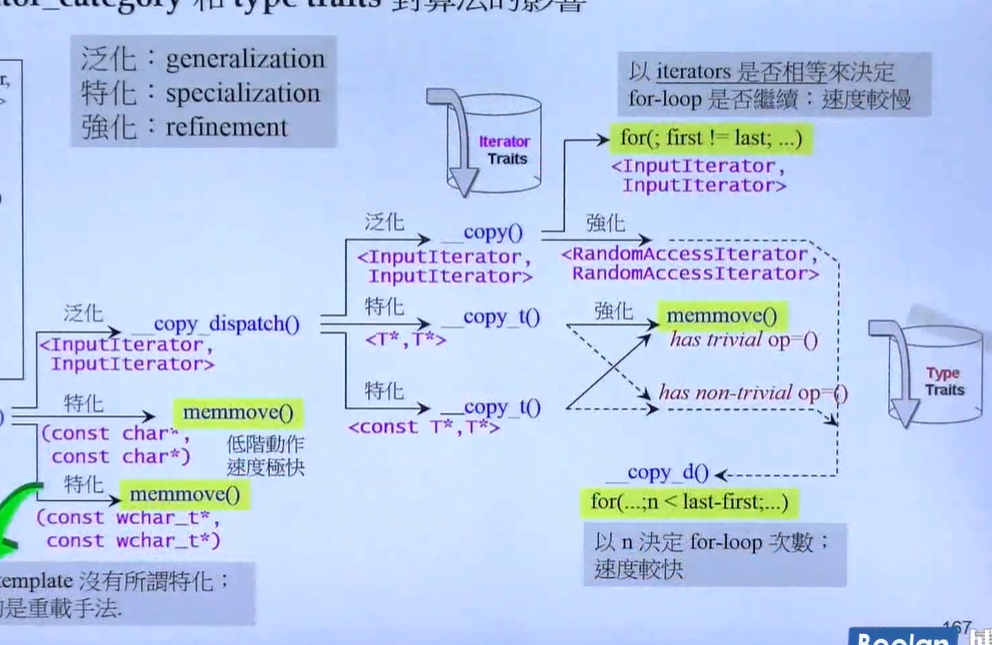 和 type traits 對算法的影響
泛化：generalization
特化：specialization
強化：refinement
以 iterators 是否相等來決定
for-loop 是否繼續：速度較慢
Iterator
Traits
for(; first != last; ...)
<InputIterator,
InputIterator>
泛化
__copy()
<InputIterator,
InputIterator>
強化
<RandomAccessIterator,
RandomAccessIterator>
泛化
__copy_dispatch()
<InputIterator,
InputIterator>
特化
__copy_t()
<T*,T*>
強化
memmove()
has trivial op=()
Type
Traits
特化
__copy_t()
<const T*,T*>
has non-trivial op=()
特化
memmove()
(const char*,
const char*)
低階動作
速度極快
特化
memmove()
(const wchar_t*,
const wchar_t*)
__copy_d()
for(...;n < last-first;...)
以 n 決定 for-loop 次數；
速度較快
template 沒有所謂特化；
的是重載手法.
167
Boolan 博